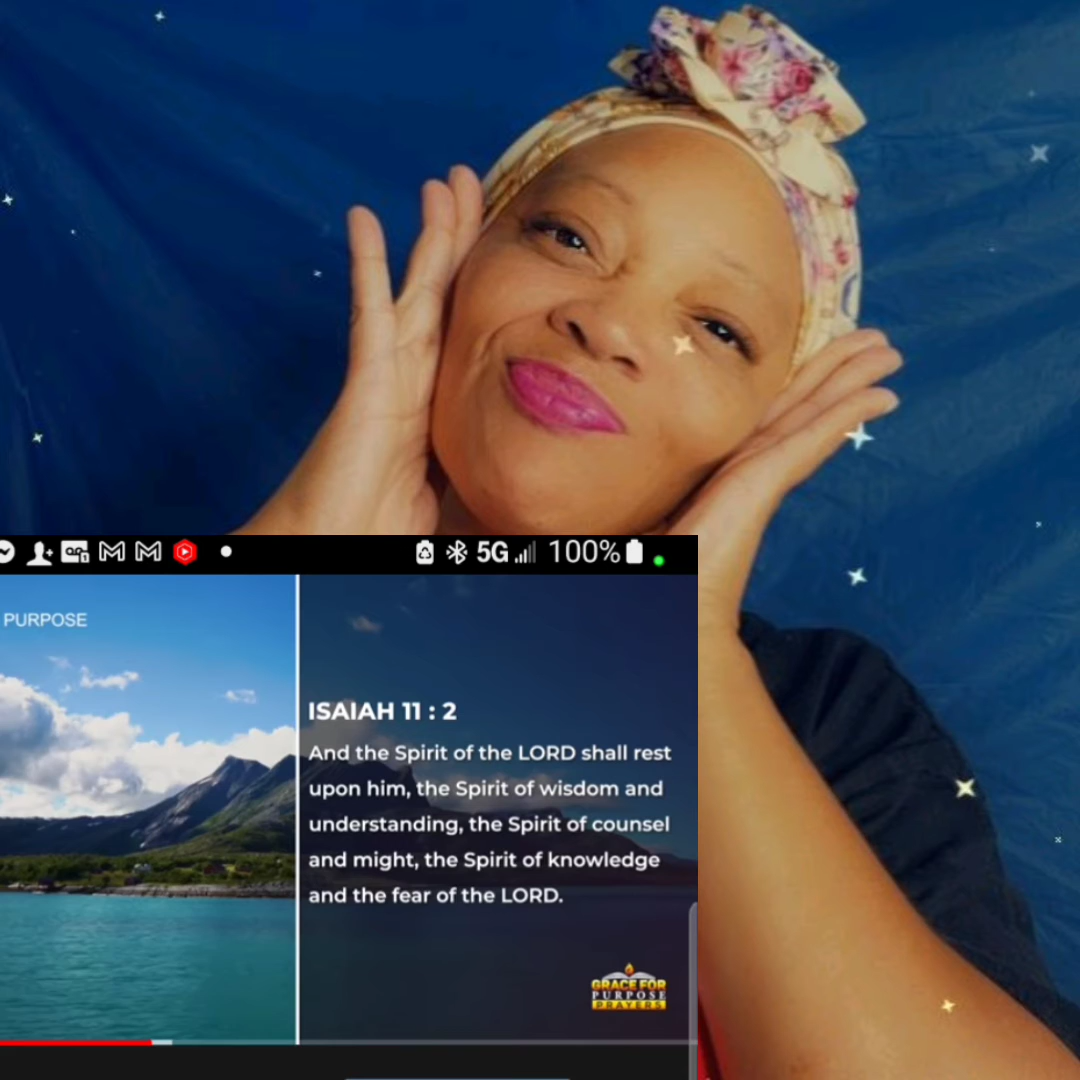 5G 100%
PURPOSE
ISAIAH 11 : 2
And the Spirit of the LORD shall rest
upon him, the Spirit of wisdom and
understanding, the Spirit of counsel
and might, the Spirit of knowledge
and the fear of the LORD.
GRACE FOR
PURPOSE
PRAYERS